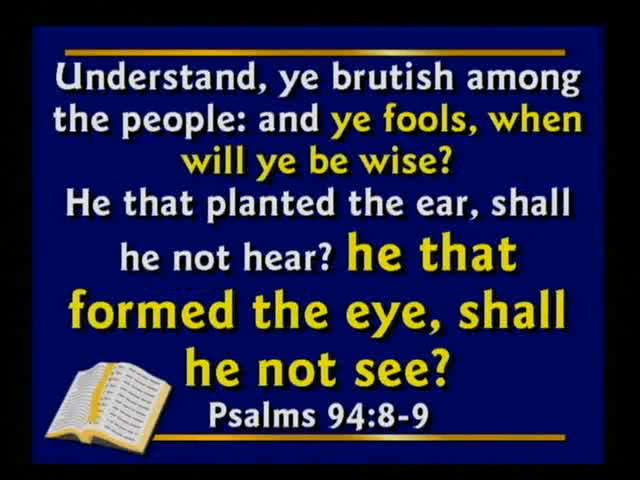 Understand, ye brutish among
the people: and ye fools, when
will ye be wise?
He that planted the ear, shall
he not hear? he that
formed the eye, shall
he not see?
Psalms 94:8-9